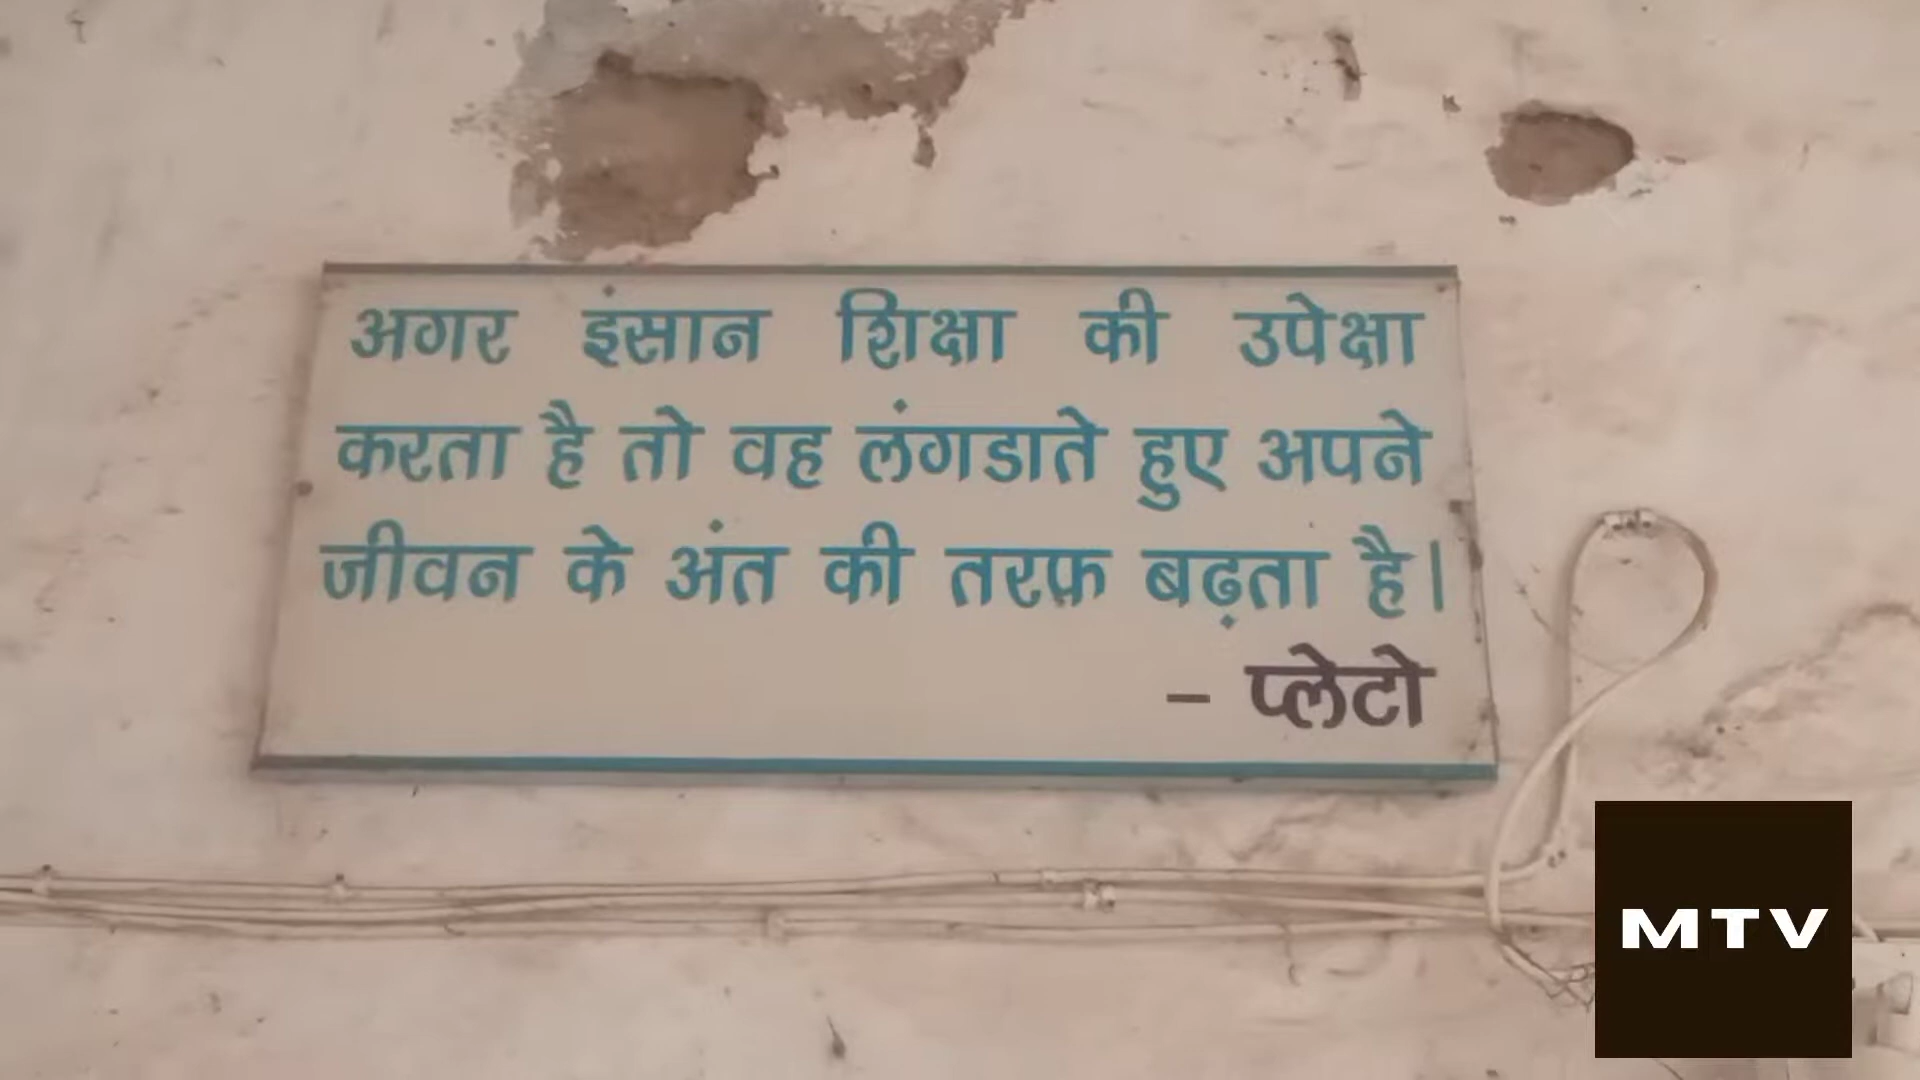 अगर इंसान शिक्षा की उपेक्षा
करता है तो वह लंगडाते हुए अपने
जीवन के अंत की तरफ़ बढ़ता है।
– प्लेटो
MTV